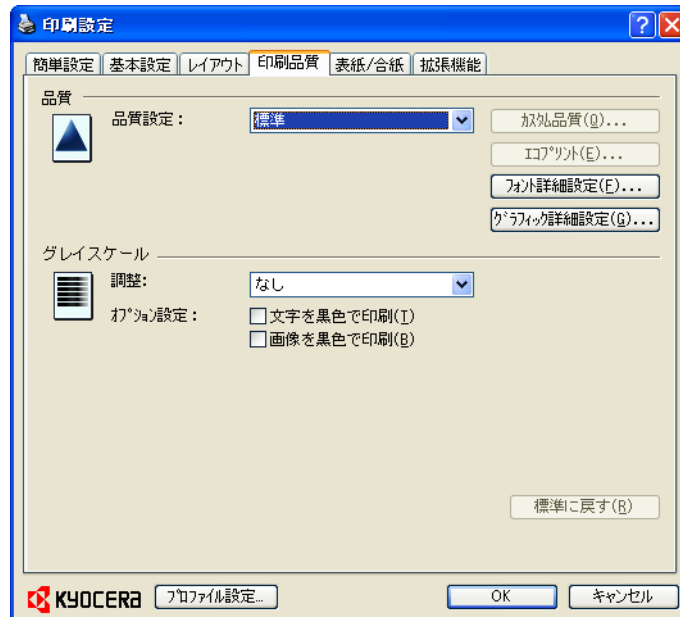 印刷設定
簡単設定 基本設定 レイアウト 印刷品質 表紙/合紙 拡張機能
品質
品質設定: 標準 カスタム品質(Q)...
エコプリント(E)...
フォント詳細設定(F)...
グラフィック詳細設定(G)...
グレイスケール
調整: なし
オプション設定: 文字を黒色で印刷(T)
画像を黒色で印刷(B)
標準に戻す(R)
KYOCERA プロファイル設定... OK キャンセル